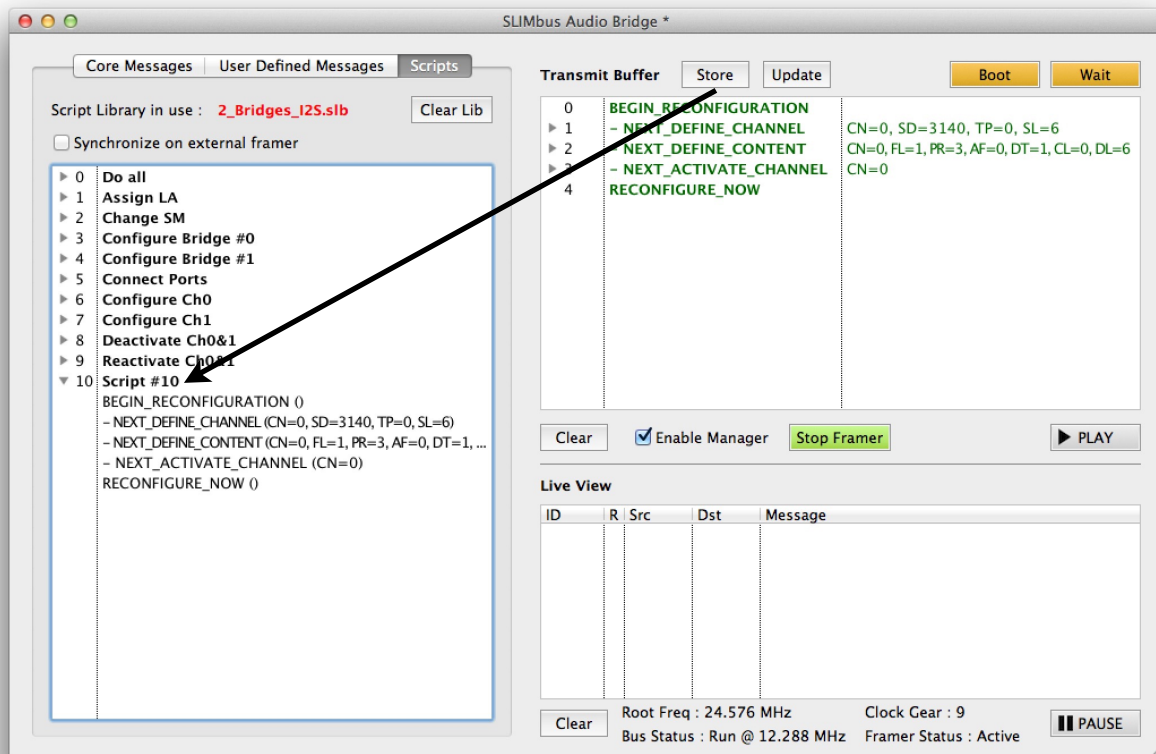 SLIMbus Audio Bridge *
Core Messages User Defined Messages Scripts
Script Library in use : 2_Bridges_I2S.slb Clear Lib
Synchronize on external framer
0 Do all
1 Assign LA
2 Change SM
3 Configure Bridge #0
4 Configure Bridge #1
5 Connect Ports
6 Configure Ch0
7 Configure Ch1
8 Deactivate Ch0&1
9 Reactivate Ch0&1
10 Script #10
BEGIN_RECONFIGURATION ()
- NEXT_DEFINE_CHANNEL (CN=0, SD=3140, TP=0, SL=6)
- NEXT_DEFINE_CONTENT (CN=0, FL=1, PR=3, AF=0, DT=1, ...
- NEXT_ACTIVATE_CHANNEL (CN=0)
RECONFIGURE_NOW ()
Transmit Buffer Store Update Boot Wait
0 BEGIN_RECONFIGURATION
1 - NEXT_DEFINE_CHANNEL CN=0, SD=3140, TP=0, SL=6
2 - NEXT_DEFINE_CONTENT CN=0, FL=1, PR=3, AF=0, DT=1, CL=0, DL=6
3 - NEXT_ACTIVATE_CHANNEL CN=0
4 RECONFIGURE_NOW
Clear Enable Manager Stop Framer PLAY
Live View
ID R Src Dst Message
Clear Root Freq : 24.576 MHz Clock Gear : 9 PAUSE
Bus Status : Run @ 12.288 MHz Framer Status : Active